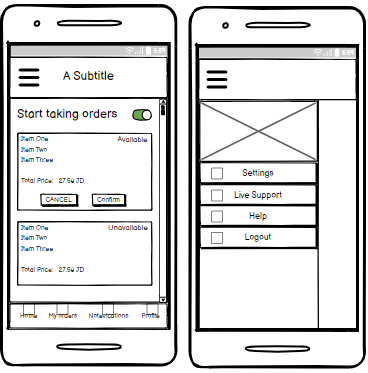 A Subtitle
Start taking orders
Item One Available
Item Two
Item Three
Total Price: 27.50 JD
CANCEL Confirm
Item One Unavailable
Item Two
Item Three
Total Price: 27.50 JD
Home My orders Notifications Profile
Settings
Live Support
Help
Logout